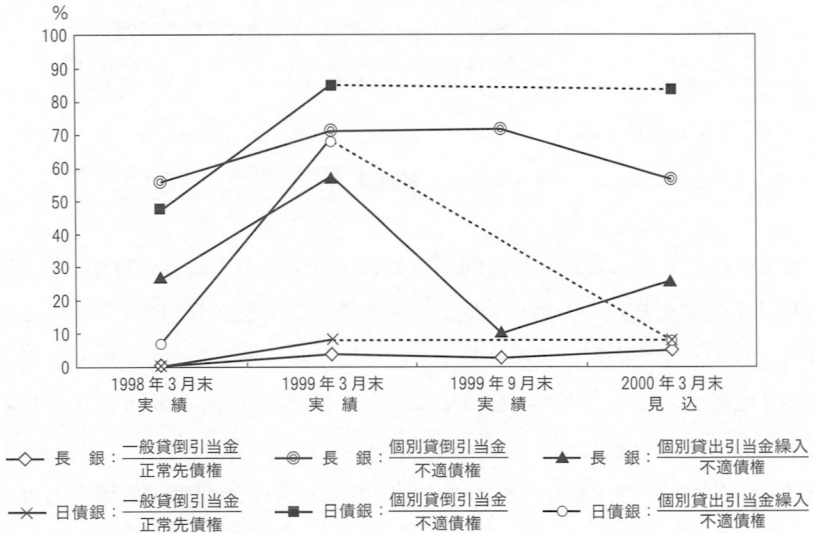 %
100
90
80
70
60
50
40
30
20
10
0
1998年3月末 1999年3月末 1999年9月末 2000年3月末
実 績 実 績 実 績 見 込
長 銀：一般貸倒引当金 長 銀：個別貸倒引当金 長 銀：個別貸出引当金繰入
正常先債権 不適債権 不適債権
日債銀：一般貸倒引当金 日債銀：個別貸倒引当金 日債銀：個別貸出引当金繰入
正常先債権 不適債権 不適債権